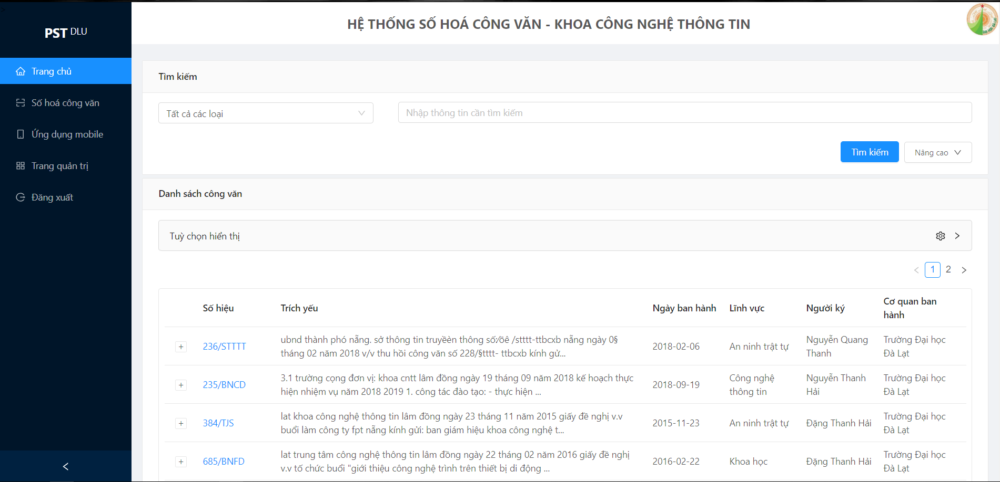 PST DLU
HỆ THỐNG SỐ HOÁ CÔNG VĂN - KHOA CÔNG NGHỆ THÔNG TIN
Trang chủ
Số hoá công văn
Ứng dụng mobile
Trang quản trị
Đăng xuất
Tìm kiếm
Tất cả các loại
Nhập thông tin cần tìm kiếm
Tìm kiếm
Nâng cao
Danh sách công văn
Tuỳ chọn hiển thị
1 2
Số hiệu
Trích yếu
Ngày ban hành
Lĩnh vực
Người ký
Cơ quan ban
hành
236/STTTT
ubnd thành phó nẵng. sở thông tin truyềèn thông số:⁄öê /stttt-ttbcxb nẵng ngày 0§
tháng 02 năm 2018 v/v thu hồi công văn số 228/§tttt- ttbcxb kính gử...
2018-02-06
An ninh trật tự
Nguyễn Quang
Thanh
Trường Đại học
Đà Lạt
235/BNCD
3.1 trường cọng đơn vị: khoa cntt lâm đồng ngày 19 tháng 09 năm 2018 kế hoạch thực
hiện nhiệm vụ năm 2018 2019 1. công tác đào tạo: - thực hiện ...
2018-09-19
Công nghệ
thông tin
Nguyễn Thanh
Hải
Trường Đại học
Đà Lạt
384/TJS
lat khoa công nghệ thông tin lâm đồng ngày 23 tháng 11 năm 2015 giấy đề nghị v.v
buổi làm công ty fpt nẵng kính gửi: ban giám hiệu khoa công nghệ t...
2015-11-23
An ninh trật tự
Đặng Thanh Hải
Trường Đại học
Đà Lạt
685/BNFD
lat trung tâm công nghệ thông tin lâm đồng ngày 22 tháng 02 năm 2016 giấy đề nghị
v.v tố chức buổi "giới thiệu công nghệ trình trên thiết bị di động ...
2016-02-22
Khoa học
Đặng Thanh Hải
Trường Đại học
Đà Lạt